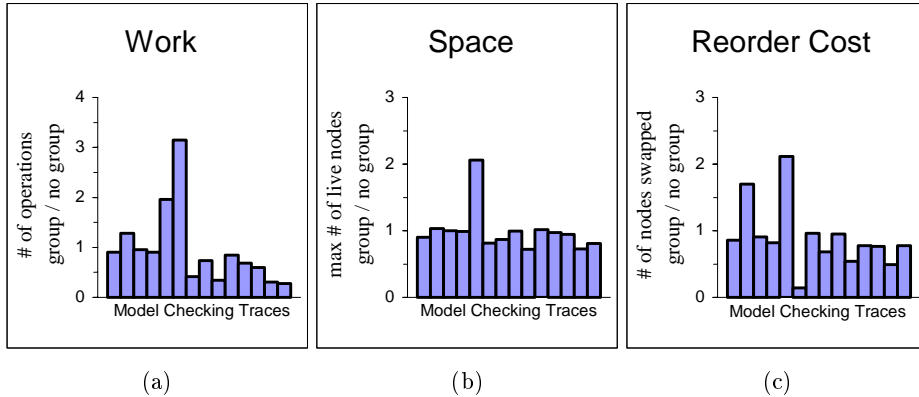 Work
# of operations
group / no group
4
3
2
1
0
Model Checking Traces
(a)
Space
max # of live nodes
group / no group
3
2
1
0
Model Checking Traces
(b)
Reorder Cost
# of nodes swapped
group / no group
3
2
1
0
Model Checking Traces
(c)